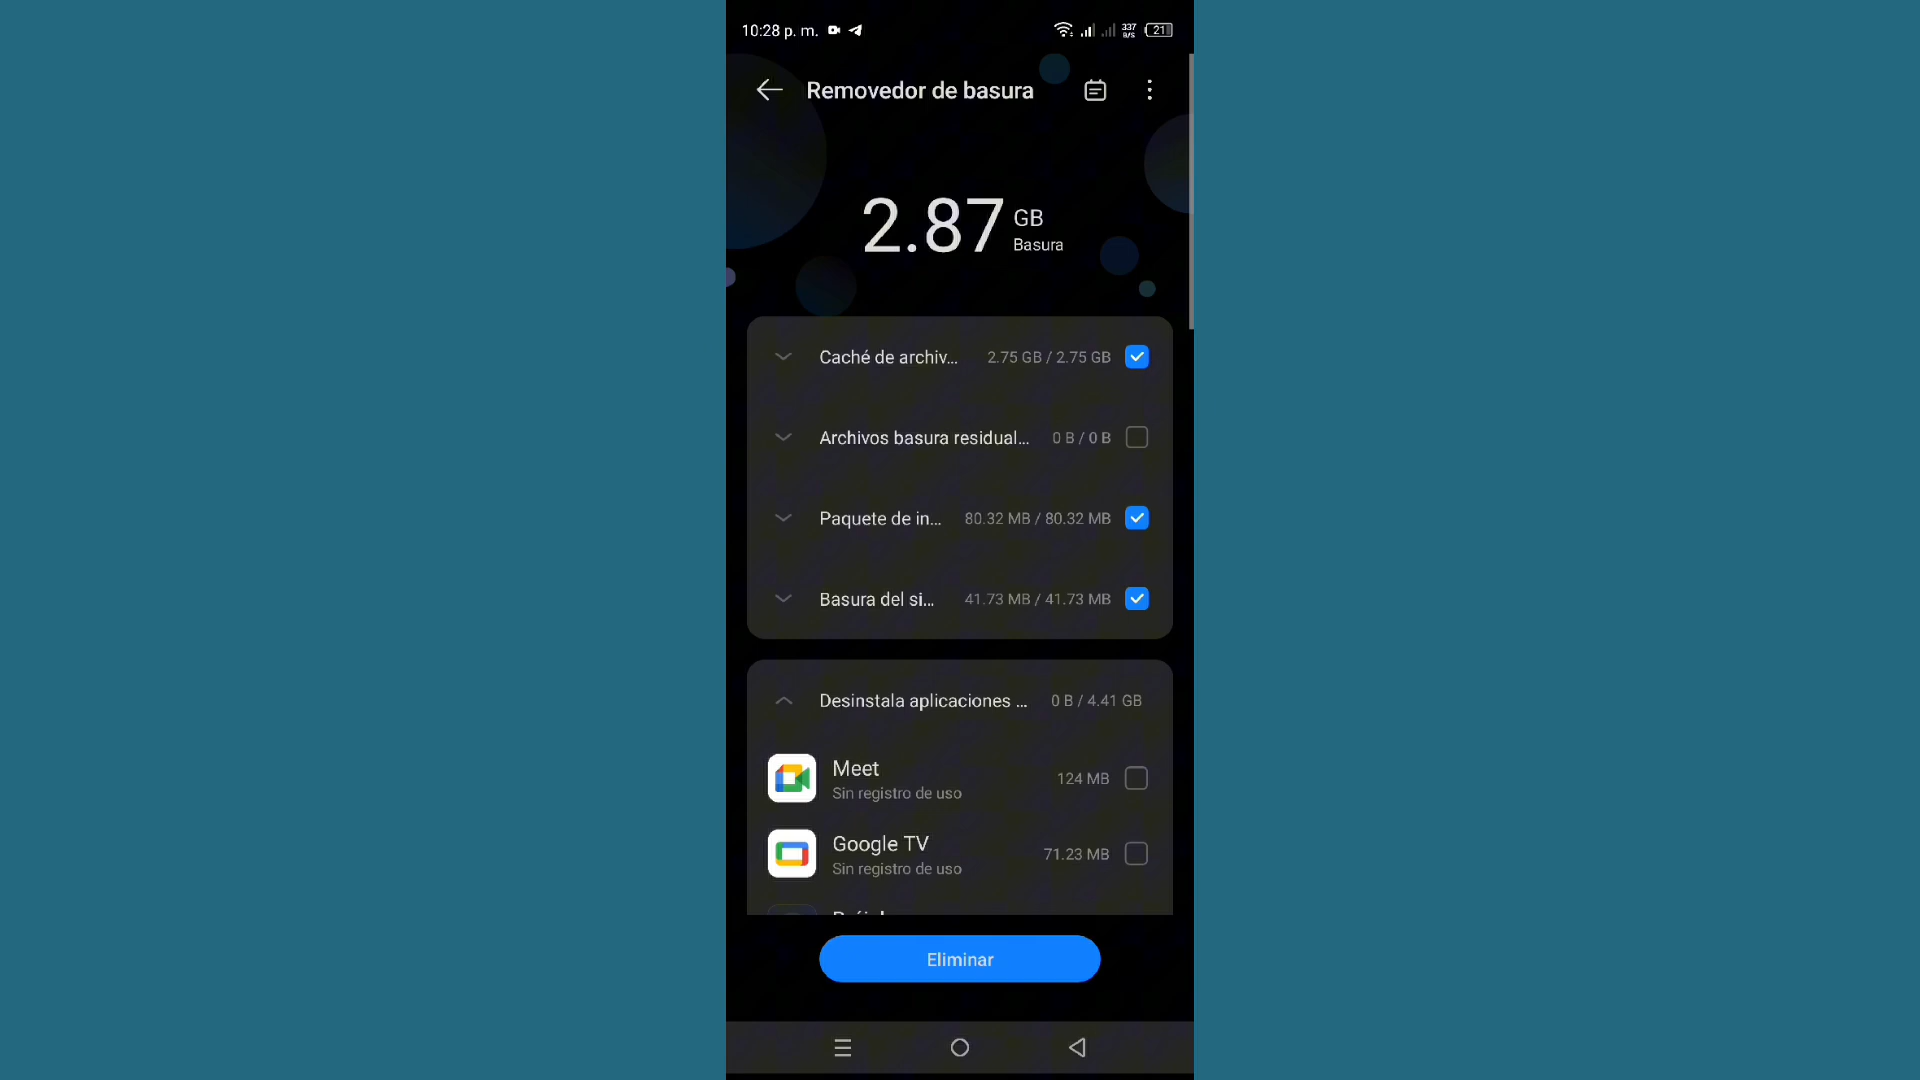 10:28 p. m.
337 B/S
21
Removedor de basura
2.87 GB
Basura
Caché de archiv... 2.75 GB / 2.75 GB
Archivos basura residual... 0 B / 0 B
Paquete de in... 80.32 MB / 80.32 MB
Basura del si... 41.73 MB / 41.73 MB
Desinstala aplicaciones ... 0 B / 4.41 GB
Meet
Sin registro de uso
124 MB
Google TV
Sin registro de uso
71.23 MB
Eliminar